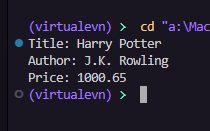 (virtualevn) > cd "a:\Mac
Title: Harry Potter
Author: J.K. Rowling
Price: 1000.65
(virtualevn) >